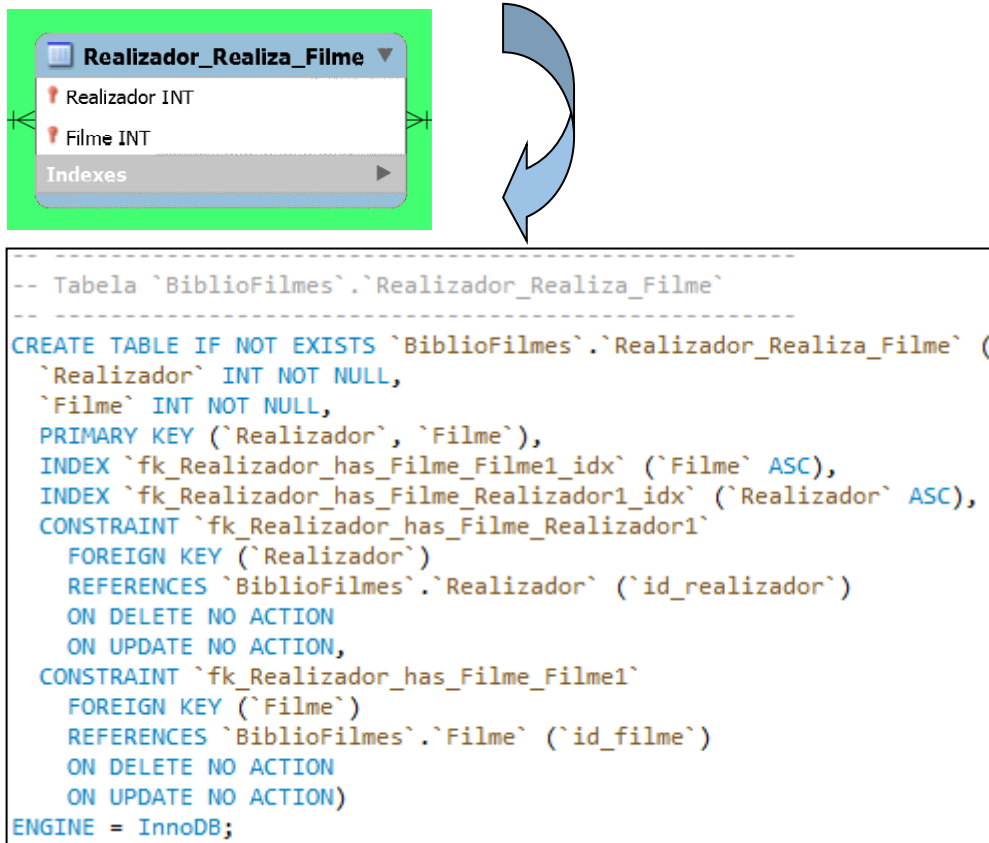 Realizador_Realiza_Filme
Realizador INT
Filme INT
Indexes
-- -----------------------------------------------------
-- Tabela `BiblioFilmes`.`Realizador_Realiza_Filme`
-- -----------------------------------------------------
CREATE TABLE IF NOT EXISTS `BiblioFilmes`.`Realizador_Realiza_Filme` (
  `Realizador` INT NOT NULL,
  `Filme` INT NOT NULL,
  PRIMARY KEY (`Realizador`, `Filme`),
  INDEX `fk_Realizador_has_Filme_Filme1_idx` (`Filme` ASC),
  INDEX `fk_Realizador_has_Filme_Realizador1_idx` (`Realizador` ASC),
  CONSTRAINT `fk_Realizador_has_Filme_Realizador1`
    FOREIGN KEY (`Realizador`)
    REFERENCES `BiblioFilmes`.`Realizador` (`id_realizador`)
    ON DELETE NO ACTION
    ON UPDATE NO ACTION,
  CONSTRAINT `fk_Realizador_has_Filme_Filme1`
    FOREIGN KEY (`Filme`)
    REFERENCES `BiblioFilmes`.`Filme` (`id_filme`)
    ON DELETE NO ACTION
    ON UPDATE NO ACTION)
ENGINE = InnoDB;